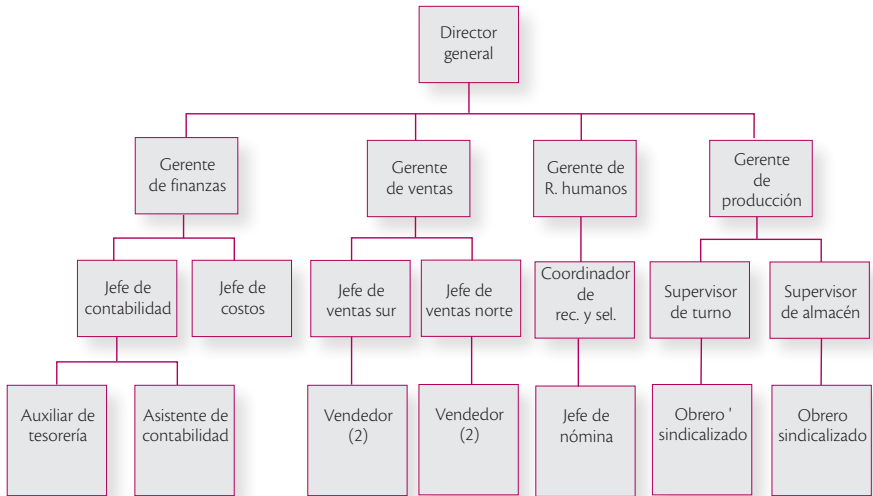 Director
general
Gerente
de finanzas
Gerente
de ventas
Gerente de
R. humanos
Gerente
de
producción
Jefe de
contabilidad
Jefe de
costos
Jefe de
ventas sur
Jefe de
ventas norte
Coordinador
de
rec. y sel.
Supervisor
de turno
Supervisor
de almacén
Auxiliar de
tesorería
Asistente de
contabilidad
Vendedor
(2)
Vendedor
(2)
Jefe de
nómina
Obrero '
sindicalizado
Obrero
sindicalizado